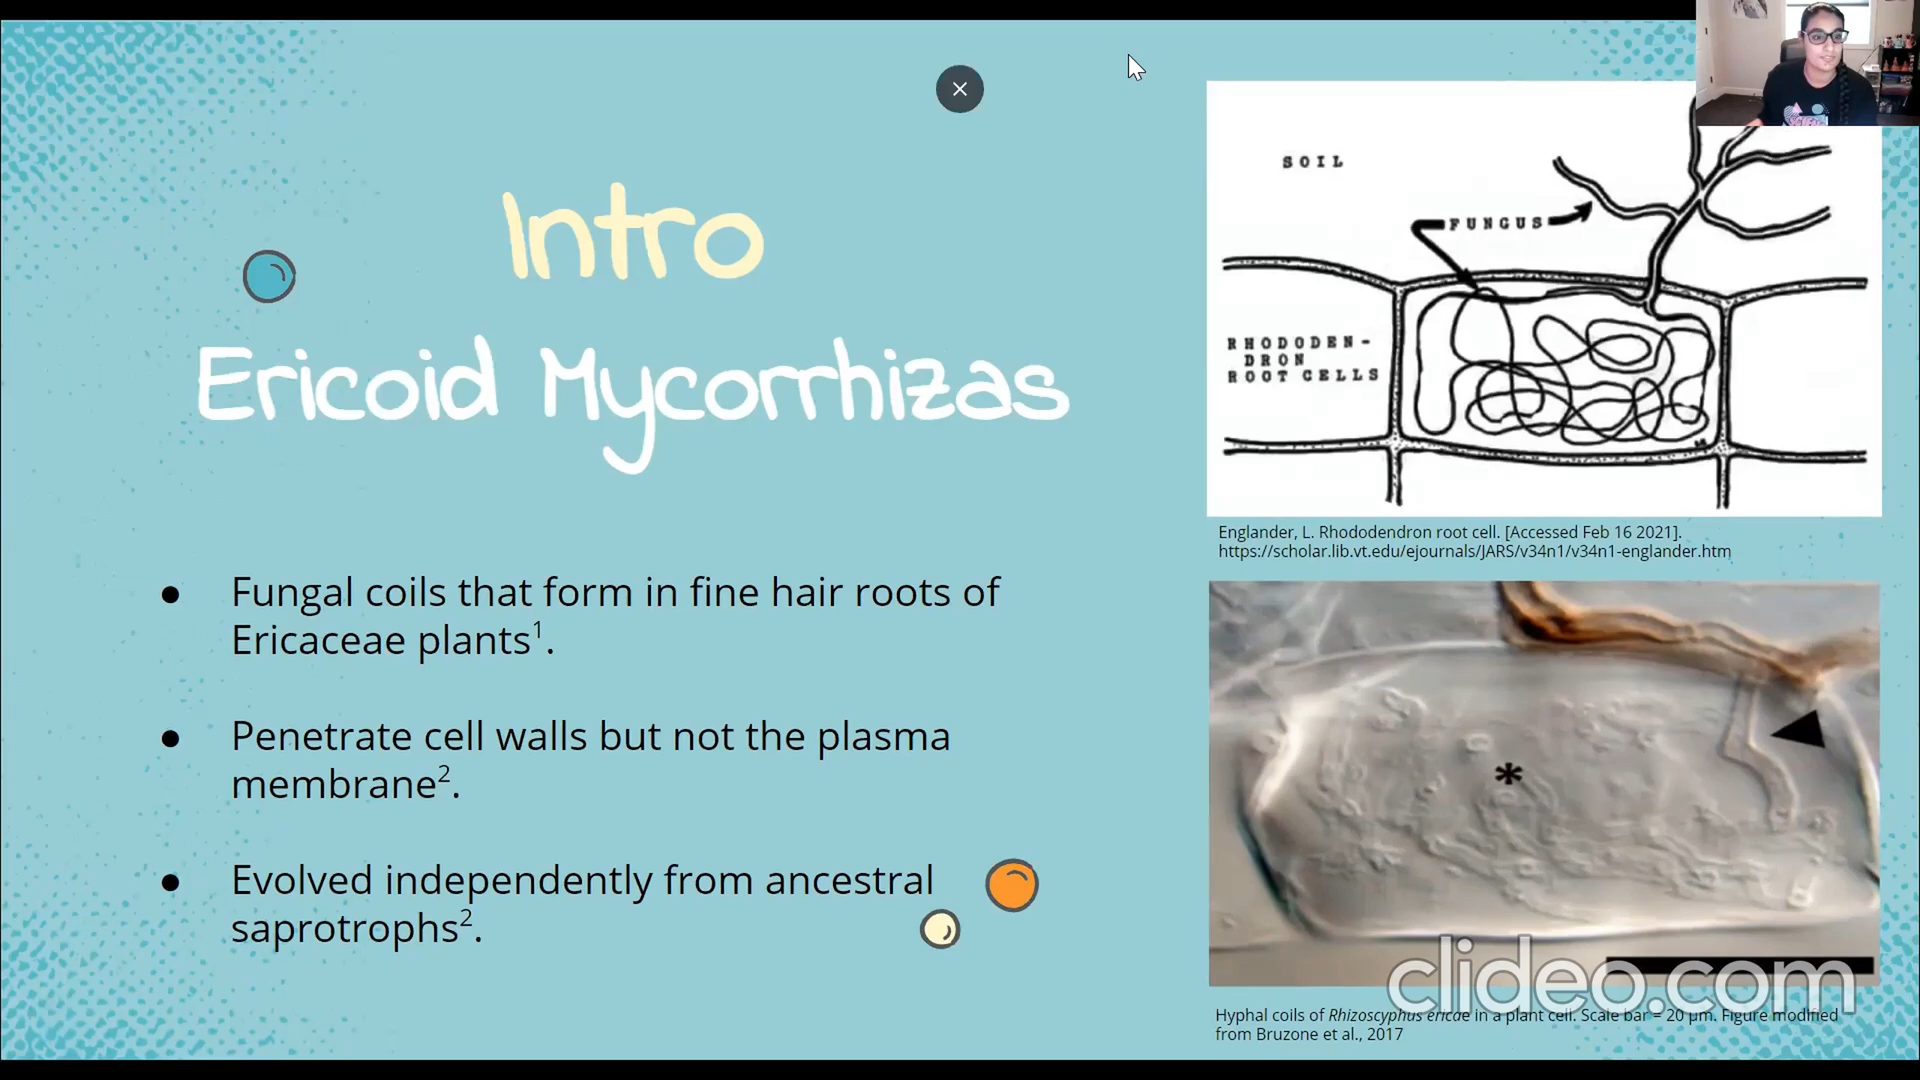 Intro
Ericoid Mycorrhizas
● Fungal coils that form in fine hair roots of
Ericaceae plants1.
● Penetrate cell walls but not the plasma
membrane2.
● Evolved independently from ancestral
saprotrophs2.
SOIL
FUNGUS
RHODODEN-
DRON
ROOT CELLS
Englander, L. Rhododendron root cell. [Accessed Feb 16 2021].
https://scholar.lib.vt.edu/ejournals/JARS/v34n1/v34n1-englander.htm
*
clideo.com
Hyphal coils of Rhizoscyphus ericae in a plant cell. Scale bar = 20 µm. Figure modified
from Bruzone et al., 2017